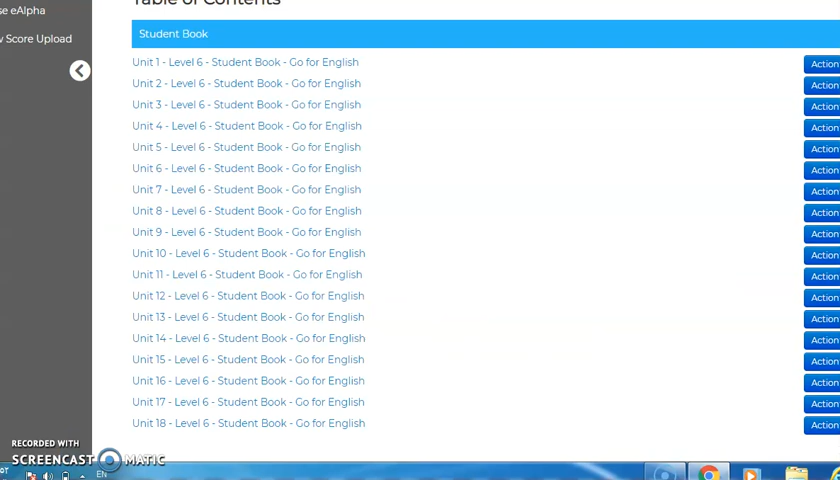 Table of Contents
se eAlpha
Score Upload
Student Book
Unit 1 - Level 6 - Student Book - Go for English
Action
Unit 2 - Level 6 - Student Book - Go for English
Action
Unit 3 - Level 6 - Student Book - Go for English
Action
Unit 4 - Level 6 - Student Book - Go for English
Action
Unit 5 - Level 6 - Student Book - Go for English
Action
Unit 6 - Level 6 - Student Book - Go for English
Action
Unit 7 - Level 6 - Student Book - Go for English
Action
Unit 8 - Level 6 - Student Book - Go for English
Action
Unit 9 - Level 6 - Student Book - Go for English
Action
Unit 10 - Level 6 - Student Book - Go for English
Action
Unit 11 - Level 6 - Student Book - Go for English
Action
Unit 12 - Level 6 - Student Book - Go for English
Action
Unit 13 - Level 6 - Student Book - Go for English
Action
Unit 14 - Level 6 - Student Book - Go for English
Action
Unit 15 - Level 6 - Student Book - Go for English
Action
Unit 16 - Level 6 - Student Book - Go for English
Action
Unit 17 - Level 6 - Student Book - Go for English
Action
Unit 18 - Level 6 - Student Book - Go for English
Action
RECORDED WITH
SCREENCAST MATIC
EN